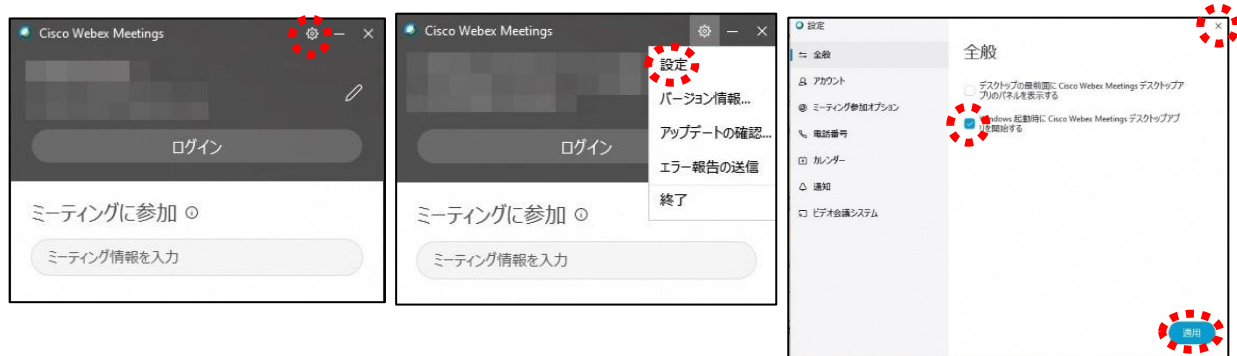 Cisco Webex Meetings
ログイン
ミーティングに参加
ミーティング情報を入力
Cisco Webex Meetings
設定
バージョン情報...
アップデートの確認...
エラー報告の送信
終了
ログイン
ミーティングに参加
ミーティング情報を入力
設定
全般
アカウント
ミーティング参加オプション
電話番号
カレンダー
通知
ビデオ会議システム
全般
デスクトップの最前面に Cisco Webex Meetings デスクトップア
プリのパネルを表示する
Windows 起動時に Cisco Webex Meetings デスクトップアプ
リを開始する
適用